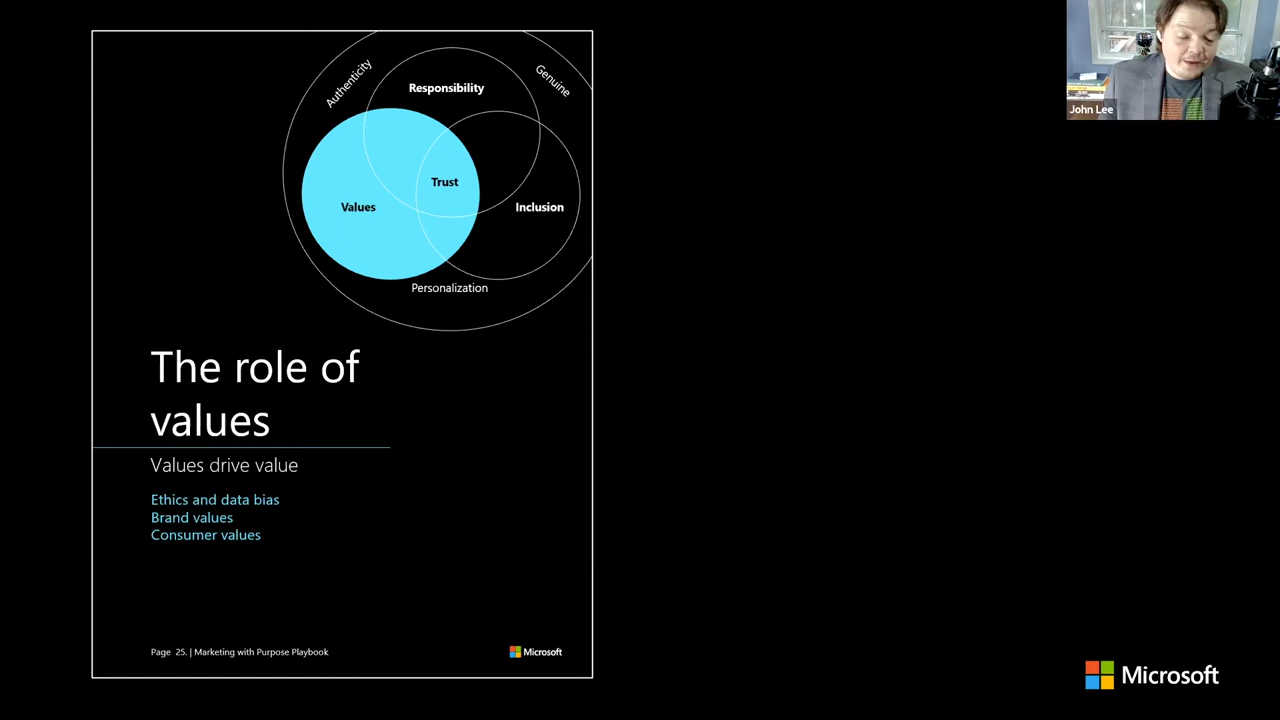 Authenticity
Responsibility
Genuine
Trust
Values
Inclusion
Personalization
The role of
values
Values drive value
Ethics and data bias
Brand values
Consumer values
Page 25. | Marketing with Purpose Playbook
Microsoft
John Lee
Microsoft